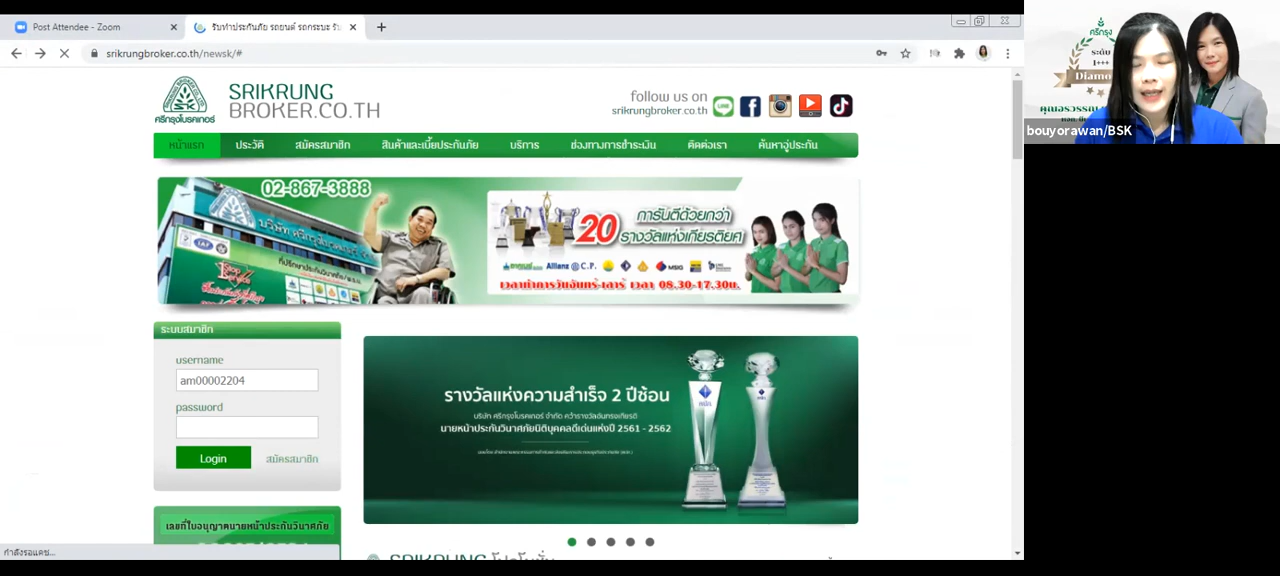 Post Attendee - Zoom
รับทำประกันภัย รถยนต์ รถกระบะ รับ
srikrungbroker.co.th/newsk/#
ศรีกรุงโบรคเกอร์
SRIKRUNG
BROKER.CO.TH
follow us on
srikrungbroker.co.th
หน้าแรก ประวัติ สมัครสมาชิก สินค้าและเบี้ยประกันภัย บริการ ช่องทางการชำระเงิน ติดต่อเรา ค้นหาอู่ประกัน
02-867-3888
20 การันตีด้วยกว่า
รางวัลแห่งเกียรติยศ
Allianz C.P. MSIG
เวลาทำการวันจันทร์-เสาร์ เวลา 08.30-17.30น.
ระบบสมาชิก
username
am00002204
password
Login สมัครสมาชิก
เลขที่ใบอนุญาตนายหน้าประกันวินาศภัย
รางวัลแห่งความสำเร็จ 2 ปีซ้อน
บริษัท ศรีกรุงโบรคเกอร์ จำกัด คว้ารางวัลอันทรงเกียรติ
นายหน้าประกันวินาศภัยนิติบุคคลดีเด่นแห่งปี 2561 - 2562
SRIKRUNG โปรโมชั่น
กำลังรอแคช...
ศรีกรุง
ระดับ
1+++
bouyorawan/BSK